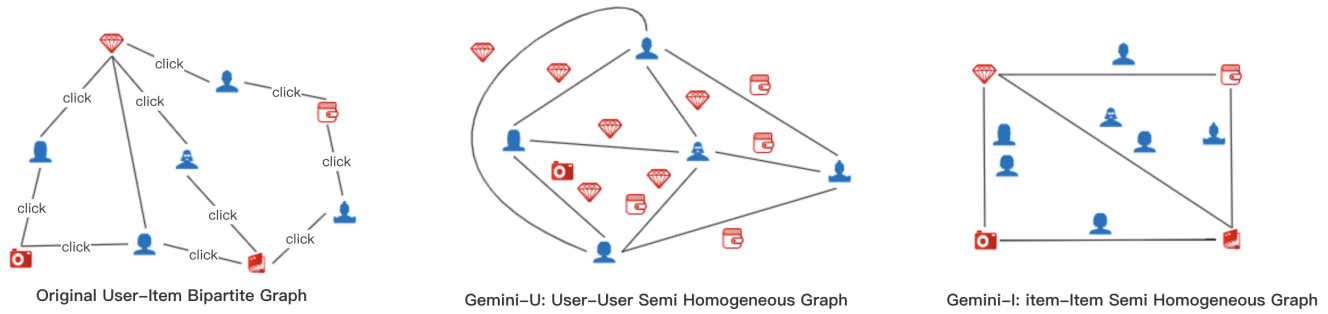 click
click
click
click
click
click
click
click
click
Original User-Item Bipartite Graph
Gemini-U: User-User Semi Homogeneous Graph
Gemini-I: item-Item Semi Homogeneous Graph